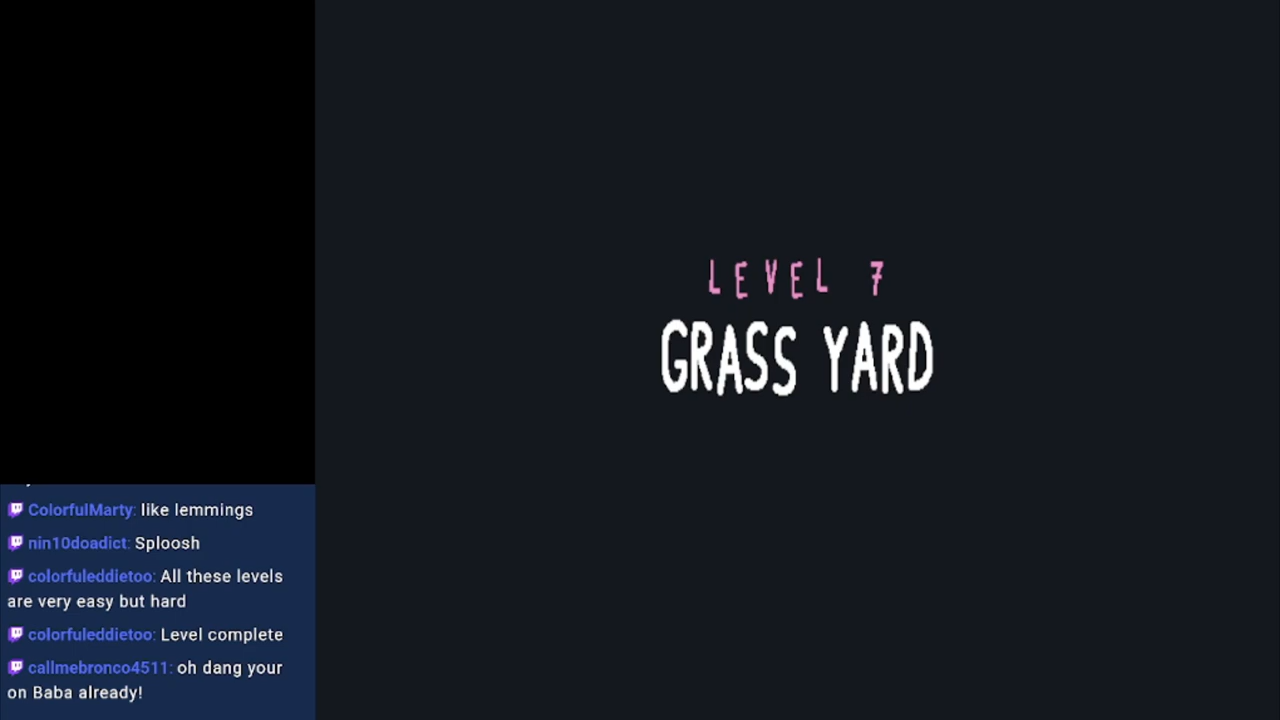 ColorfulMarty: like lemmings
nin10doadict: Sploosh
colorfuleddietoo: All these levels
are very easy but hard
colorfuleddietoo: Level complete
callmebronco4511: oh dang your
on Baba already!
LEVEL 7
GRASS YARD